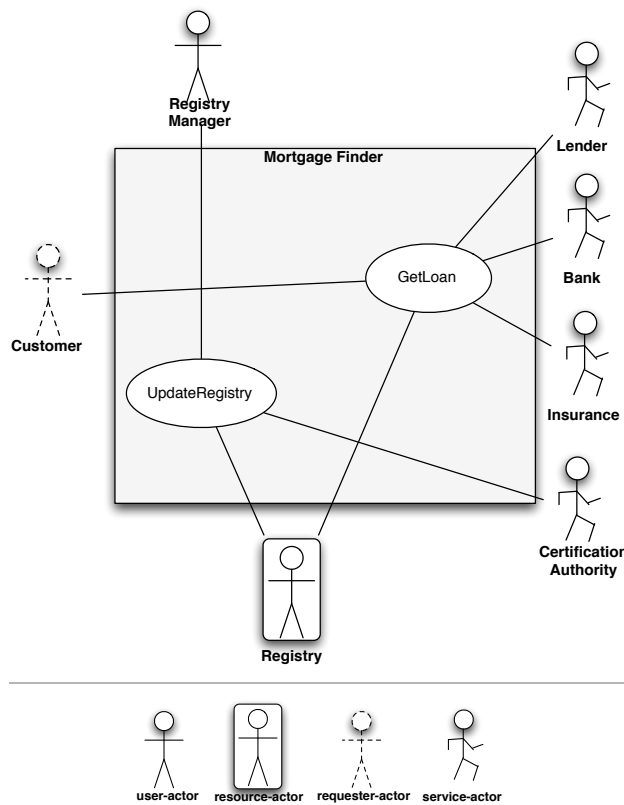 Registry
Manager
Mortgage Finder
Lender
GetLoan
Bank
Customer
UpdateRegistry
Insurance
Certification
Authority
Registry
user-actor
resource-actor
requester-actor
service-actor